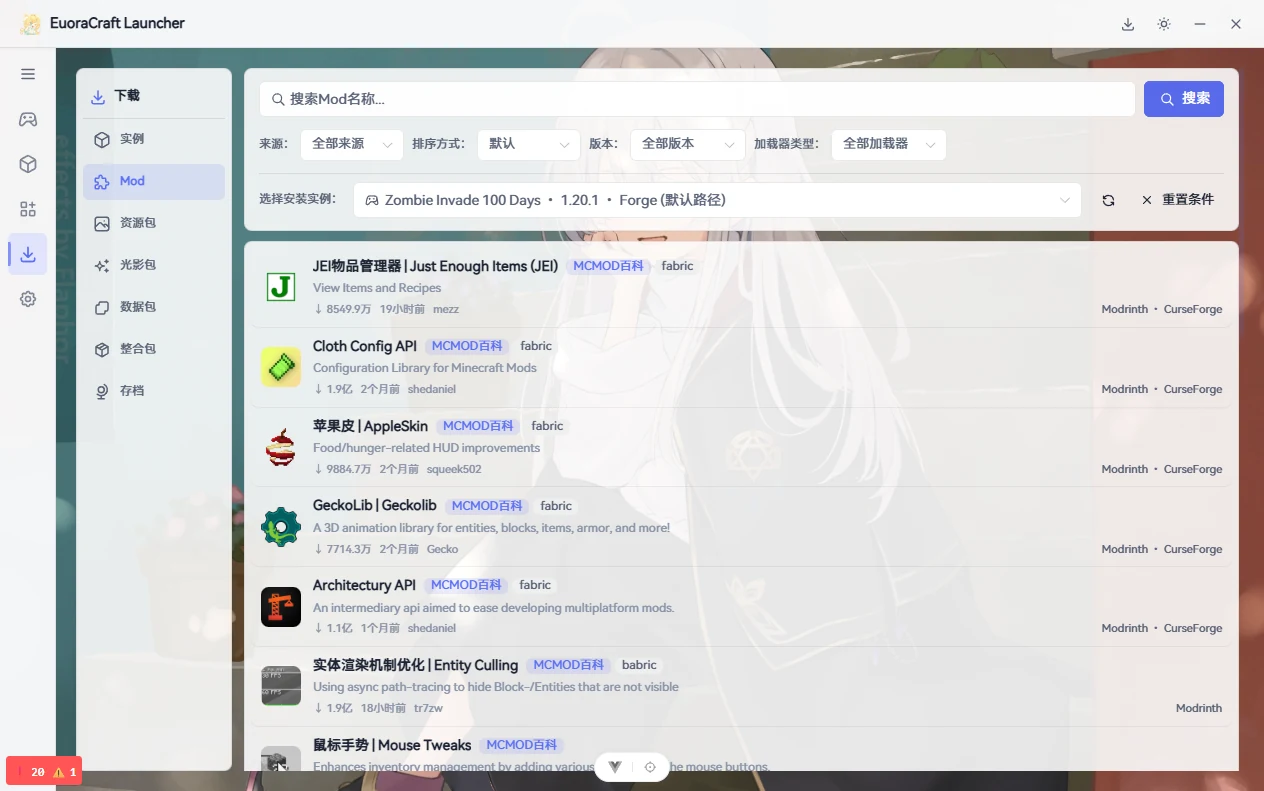 EuoraCraft Launcher
下载
实例
Mod
资源包
光影包
数据包
整合包
存档
搜索Mod名称...
搜索
来源: 全部来源 排序方式: 默认 版本: 全部版本 加载器类型: 全部加载器
选择安装实例: Zombie Invade 100 Days • 1.20.1 • Forge (默认路径) 重置条件
JEI物品管理器 | Just Enough Items (JEI) MCMOD百科 fabric
View Items and Recipes
↓ 8549.9万 19小时前 mezz
Modrinth • CurseForge
Cloth Config API MCMOD百科 fabric
Configuration Library for Minecraft Mods
↓ 1.9亿 2个月前 shedaniel
Modrinth • CurseForge
苹果皮 | AppleSkin MCMOD百科 fabric
Food/hunger-related HUD improvements
↓ 9884.7万 2个月前 squeek502
Modrinth • CurseForge
GeckoLib | Geckolib MCMOD百科 fabric
A 3D animation library for entities, blocks, items, armor, and more!
↓ 7714.3万 2个月前 Gecko
Modrinth • CurseForge
Architectury API MCMOD百科 fabric
An intermediary api aimed to ease developing multiplatform mods.
↓ 1.1亿 1个月前 shedaniel
Modrinth • CurseForge
实体渲染机制优化 | Entity Culling MCMOD百科 babric
Using async path-tracing to hide Block-/Entities that are not visible
↓ 1.9亿 18小时前 tr7zw
Modrinth
鼠标手势 | Mouse Tweaks MCMOD百科
Enhances inventory management by adding various he mouse buttons.
20 1